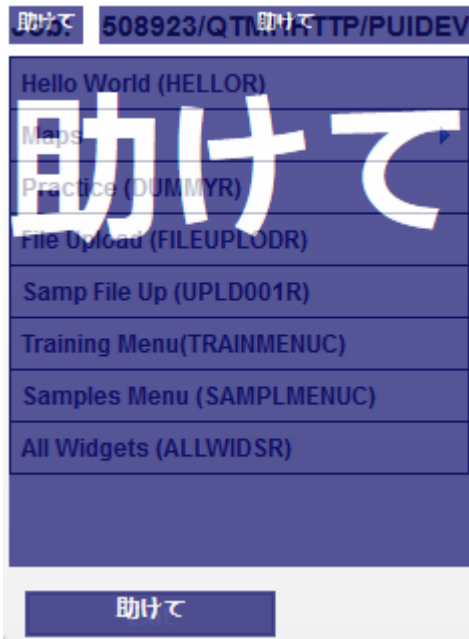 助けて 助けて
Job: 508923/QTMHHTTP/PUIDEV
Hello World (HELLOR)
助けて
Maps
Practice (DUMMYR)
File Upload (FILEUPLODR)
Samp File Up (UPLD001R)
Training Menu(TRAINMENUC)
Samples Menu (SAMPLMENUC)
All Widgets (ALLWIDSR)
助けて